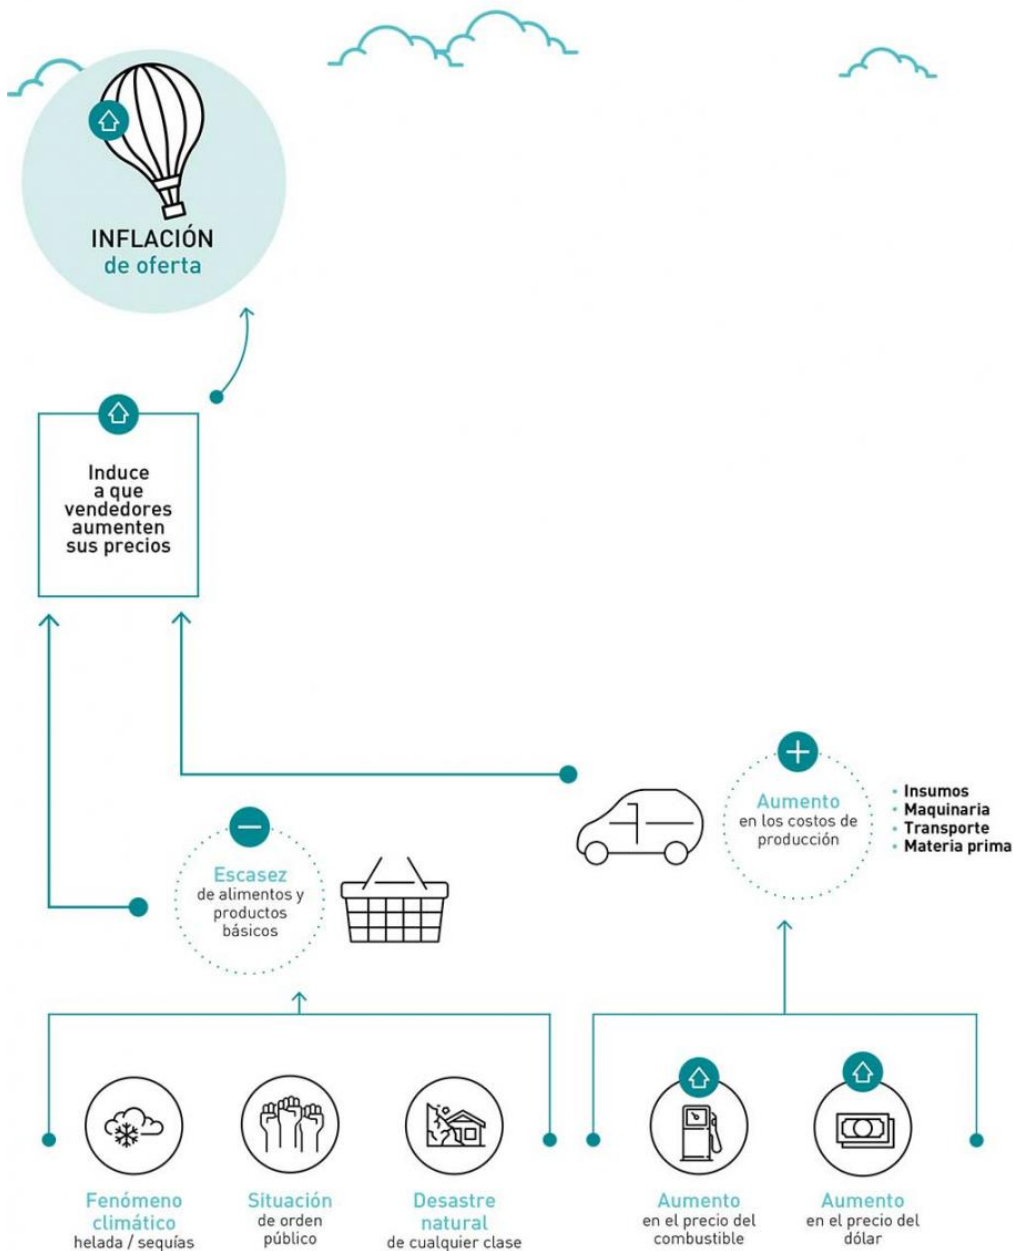 INFLACIÓN
de oferta
Induce
a que
vendedores
aumenten
sus precios
Aumento
en los costos de
producción
• Insumos
• Maquinaria
• Transporte
• Materia prima
Escasez
de alimentos y
productos
básicos
Fenómeno
climático
helada / sequías
Situación
de orden
público
Desastre
natural
de cualquier clase
Aumento
en el precio del
combustible
Aumento
en el precio del
dólar